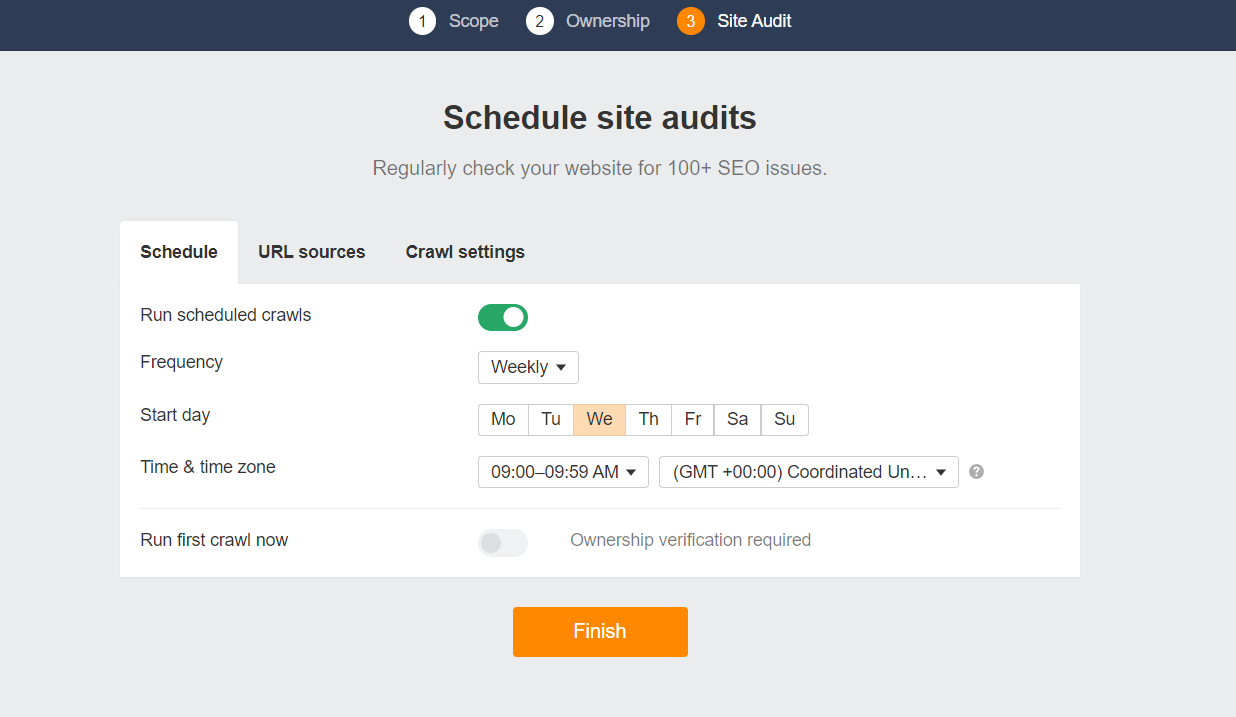 1 Scope 2 Ownership 3 Site Audit
Schedule site audits
Regularly check your website for 100+ SEO issues.
Schedule URL sources Crawl settings
Run scheduled crawls
Frequency Weekly
Start day Mo Tu We Th Fr Sa Su
Time & time zone 09:00–09:59 AM (GMT +00:00) Coordinated Un… ?
Run first crawl now Ownership verification required
Finish